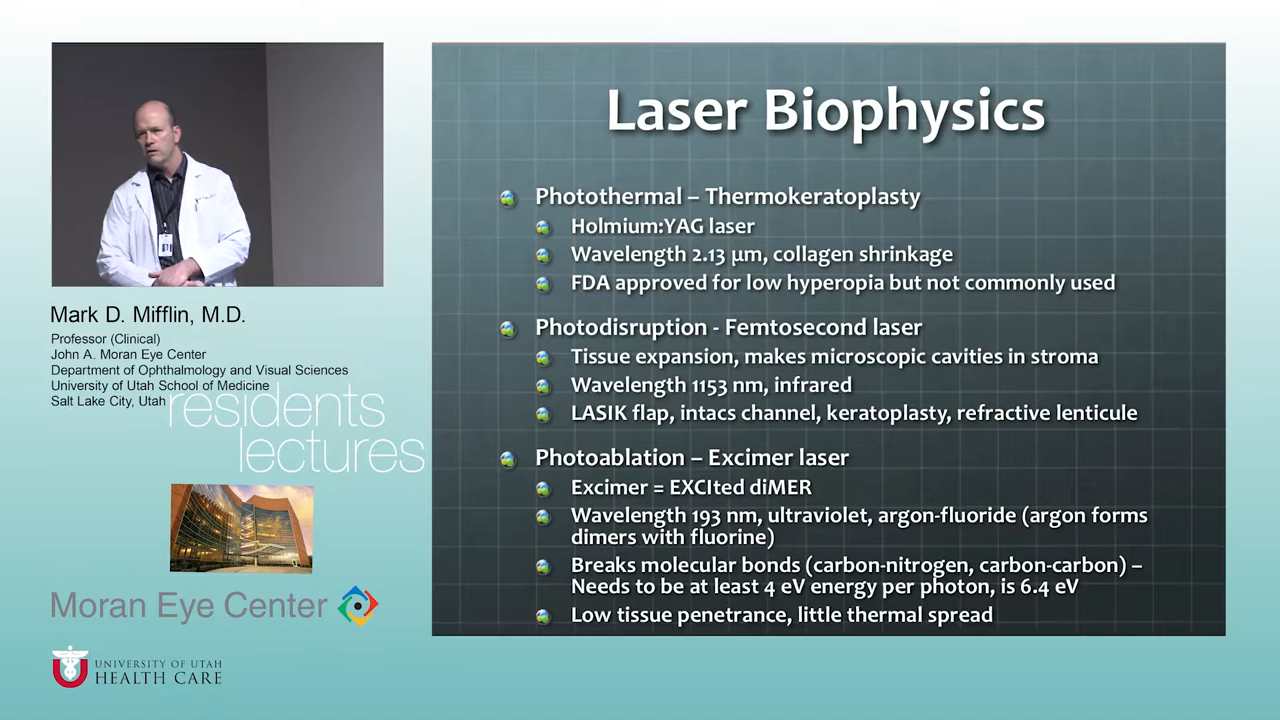 Laser Biophysics
Photothermal – Thermokeratoplasty
Holmium:YAG laser
Wavelength 2.13 µm, collagen shrinkage
FDA approved for low hyperopia but not commonly used
Photodisruption - Femtosecond laser
Tissue expansion, makes microscopic cavities in stroma
Wavelength 1153 nm, infrared
LASIK flap, intacs channel, keratoplasty, refractive lenticule
Photoablation – Excimer laser
Excimer = EXCIted diMER
Wavelength 193 nm, ultraviolet, argon-fluoride (argon forms
dimers with fluorine)
Breaks molecular bonds (carbon-nitrogen, carbon-carbon) –
Needs to be at least 4 eV energy per photon, is 6.4 eV
Low tissue penetrance, little thermal spread
Mark D. Mifflin, M.D.
Professor (Clinical)
John A. Moran Eye Center
Department of Ophthalmology and Visual Sciences
University of Utah School of Medicine
Salt Lake City, Utah
residents
lectures
Moran Eye Center
UNIVERSITY OF UTAH
HEALTH CARE